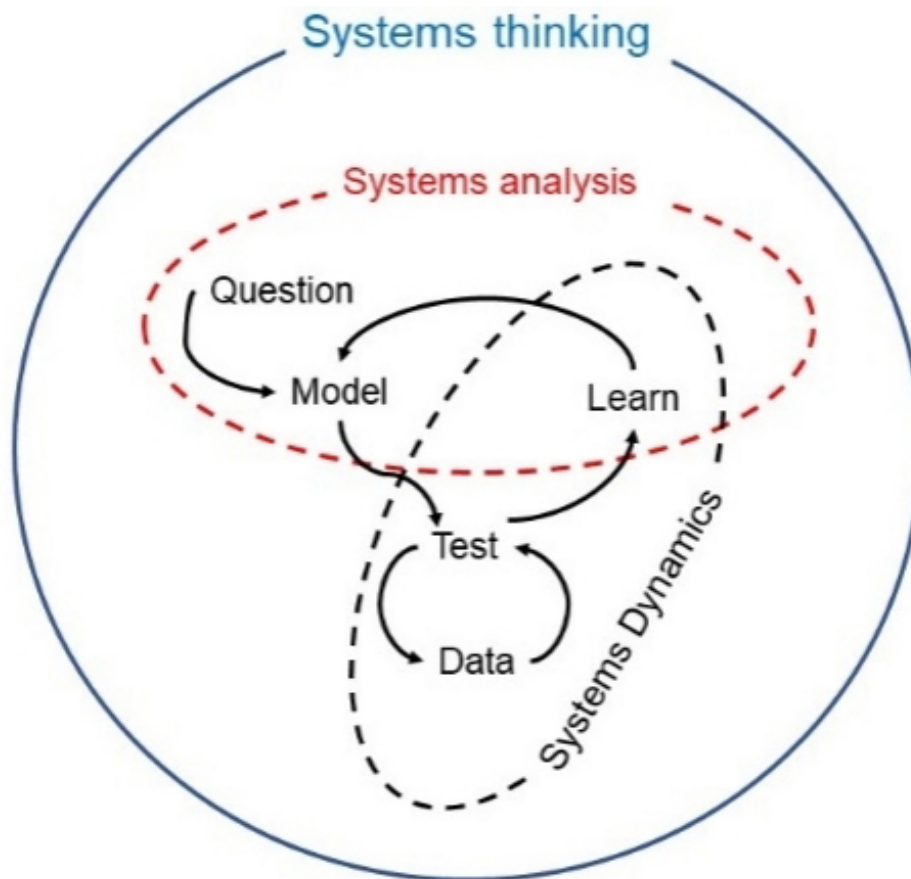 Systems thinking
Systems analysis
Question
Model
Learn
Test
Data
Systems Dynamics